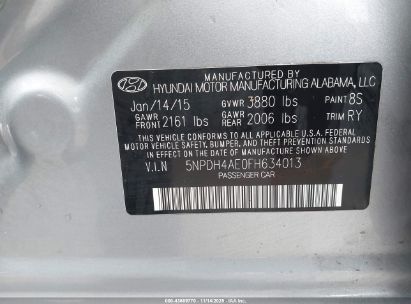 MANUFACTURED BY
HYUNDAI MOTOR MANUFACTURING ALABAMA, LLC
Jan/14/15 GVWR 3880 lbs PAINT 8S
GAWR FRONT 2161 lbs GAWR REAR 2006 lbs TRIM RY
THIS VEHICLE CONFORMS TO ALL APPLICABLE U.S.A. FEDERAL
MOTOR VEHICLE SAFETY, BUMPER, AND THEFT PREVENTION STANDARDS
IN EFFECT ON THE DATE OF MANUFACTURE SHOWN ABOVE.
V.I.N 5NPDH4AE0FH634013
PASSENGER CAR